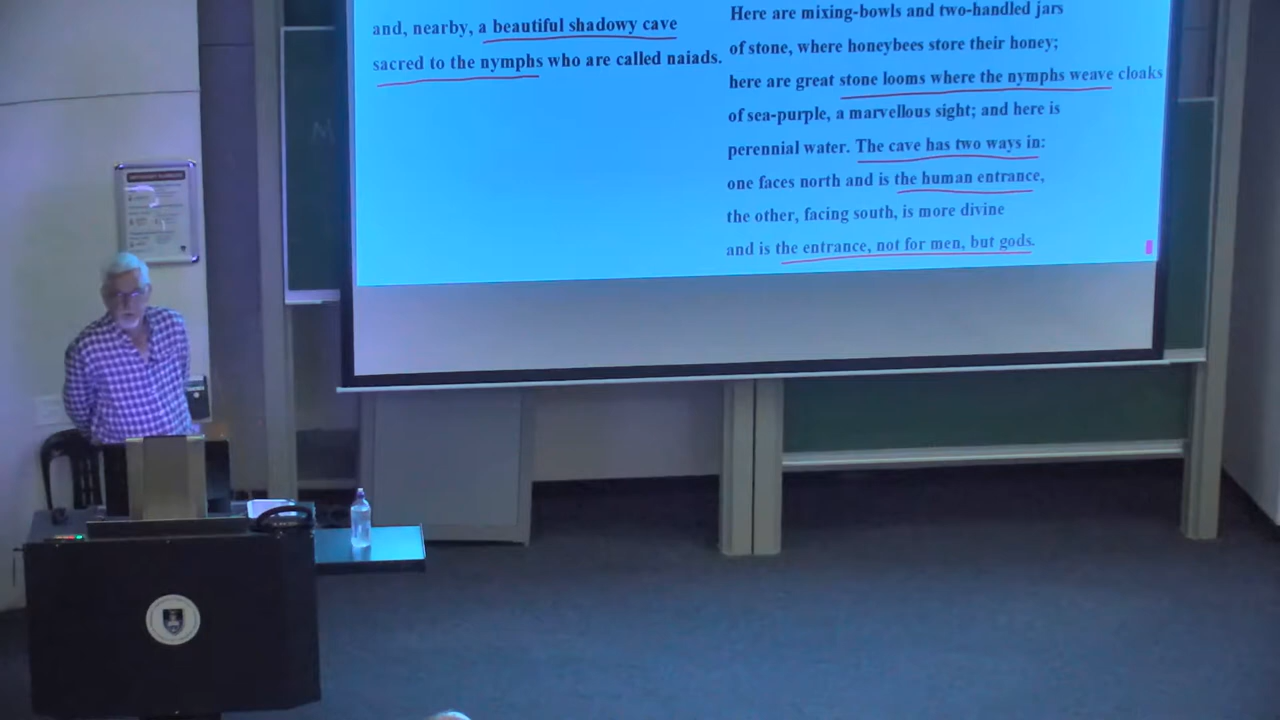 and, nearby, a beautiful shadowy cave
sacred to the nymphs who are called naiads.
Here are mixing-bowls and two-handled jars
of stone, where honeybees store their honey;
here are great stone looms where the nymphs weave cloaks
of sea-purple, a marvellous sight; and here is
perennial water. The cave has two ways in:
one faces north and is the human entrance,
the other, facing south, is more divine
and is the entrance, not for men, but gods.
M